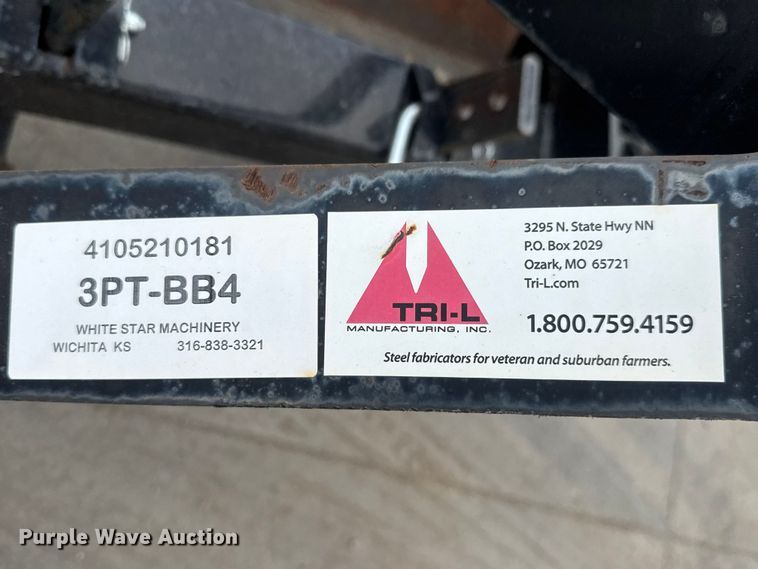 4105210181
3PT-BB4
WHITE STAR MACHINERY
WICHITA KS 316-838-3321
TRI-L
MANUFACTURING, INC.
3295 N. State Hwy NN
P.O. Box 2029
Ozark, MO 65721
Tri-L.com
1.800.759.4159
Steel fabricators for veteran and suburban farmers.
Purple Wave Auction